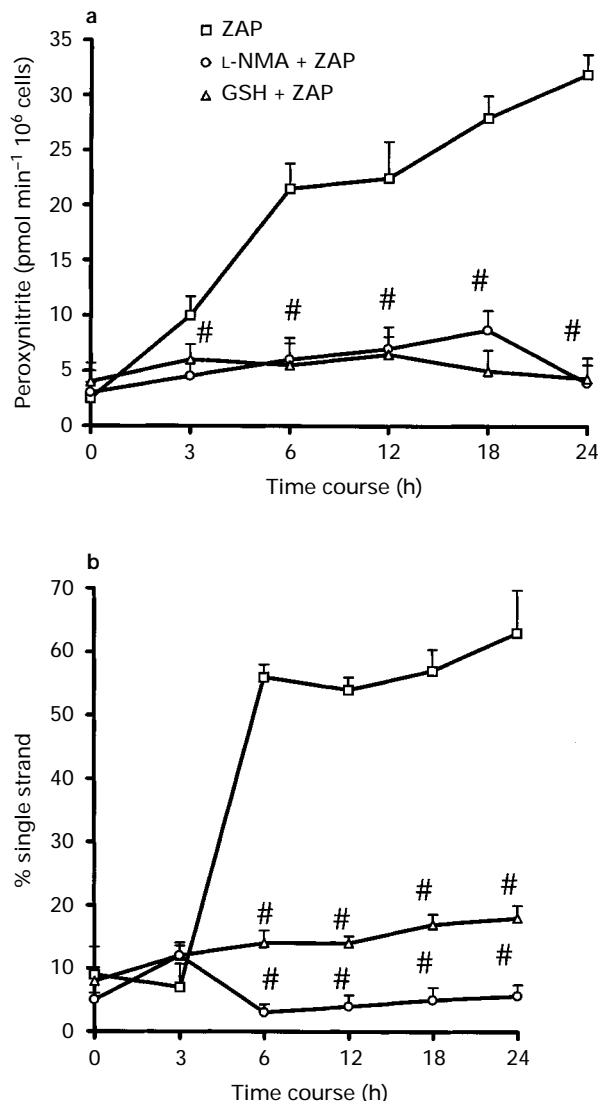 a
ZAP
L-NMA + ZAP
GSH + ZAP
Peroxynitrite (pmol min⁻¹ 10⁶ cells)
35
30
25
20
15
10
5
0
# # # # #
0 3 6 12 18 24
Time course (h)
b
% single strand
70
60
50
40
30
20
10
0
# # # #
# # # #
0 3 6 12 18 24
Time course (h)